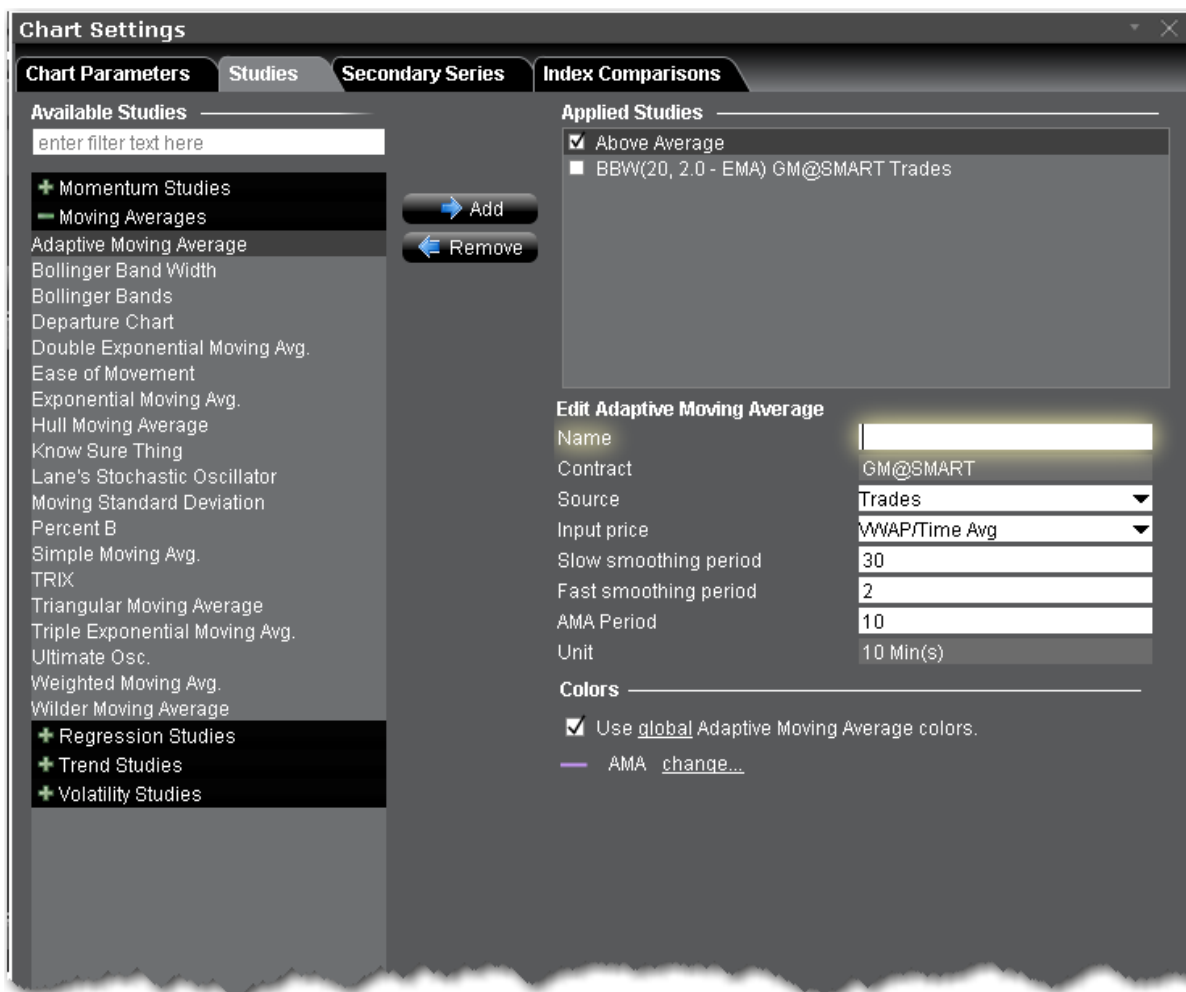 Chart Settings
Chart Parameters
Studies
Secondary Series
Index Comparisons
Available Studies
enter filter text here
Momentum Studies
Moving Averages
Adaptive Moving Average
Bollinger Band Width
Bollinger Bands
Departure Chart
Double Exponential Moving Avg.
Ease of Movement
Exponential Moving Avg.
Hull Moving Average
Know Sure Thing
Lane's Stochastic Oscillator
Moving Standard Deviation
Percent B
Simple Moving Avg.
TRIX
Triangular Moving Average
Triple Exponential Moving Avg.
Ultimate Osc.
Weighted Moving Avg.
Wilder Moving Average
Regression Studies
Trend Studies
Volatility Studies
Add
Remove
Applied Studies
Above Average
BBW(20, 2.0 - EMA) GM@SMART Trades
Edit Adaptive Moving Average
Name
Contract GM@SMART
Source Trades
Input price VWAP/Time Avg
Slow smoothing period 30
Fast smoothing period 2
AMA Period 10
Unit 10 Min(s)
Colors
Use global Adaptive Moving Average colors.
AMA change...